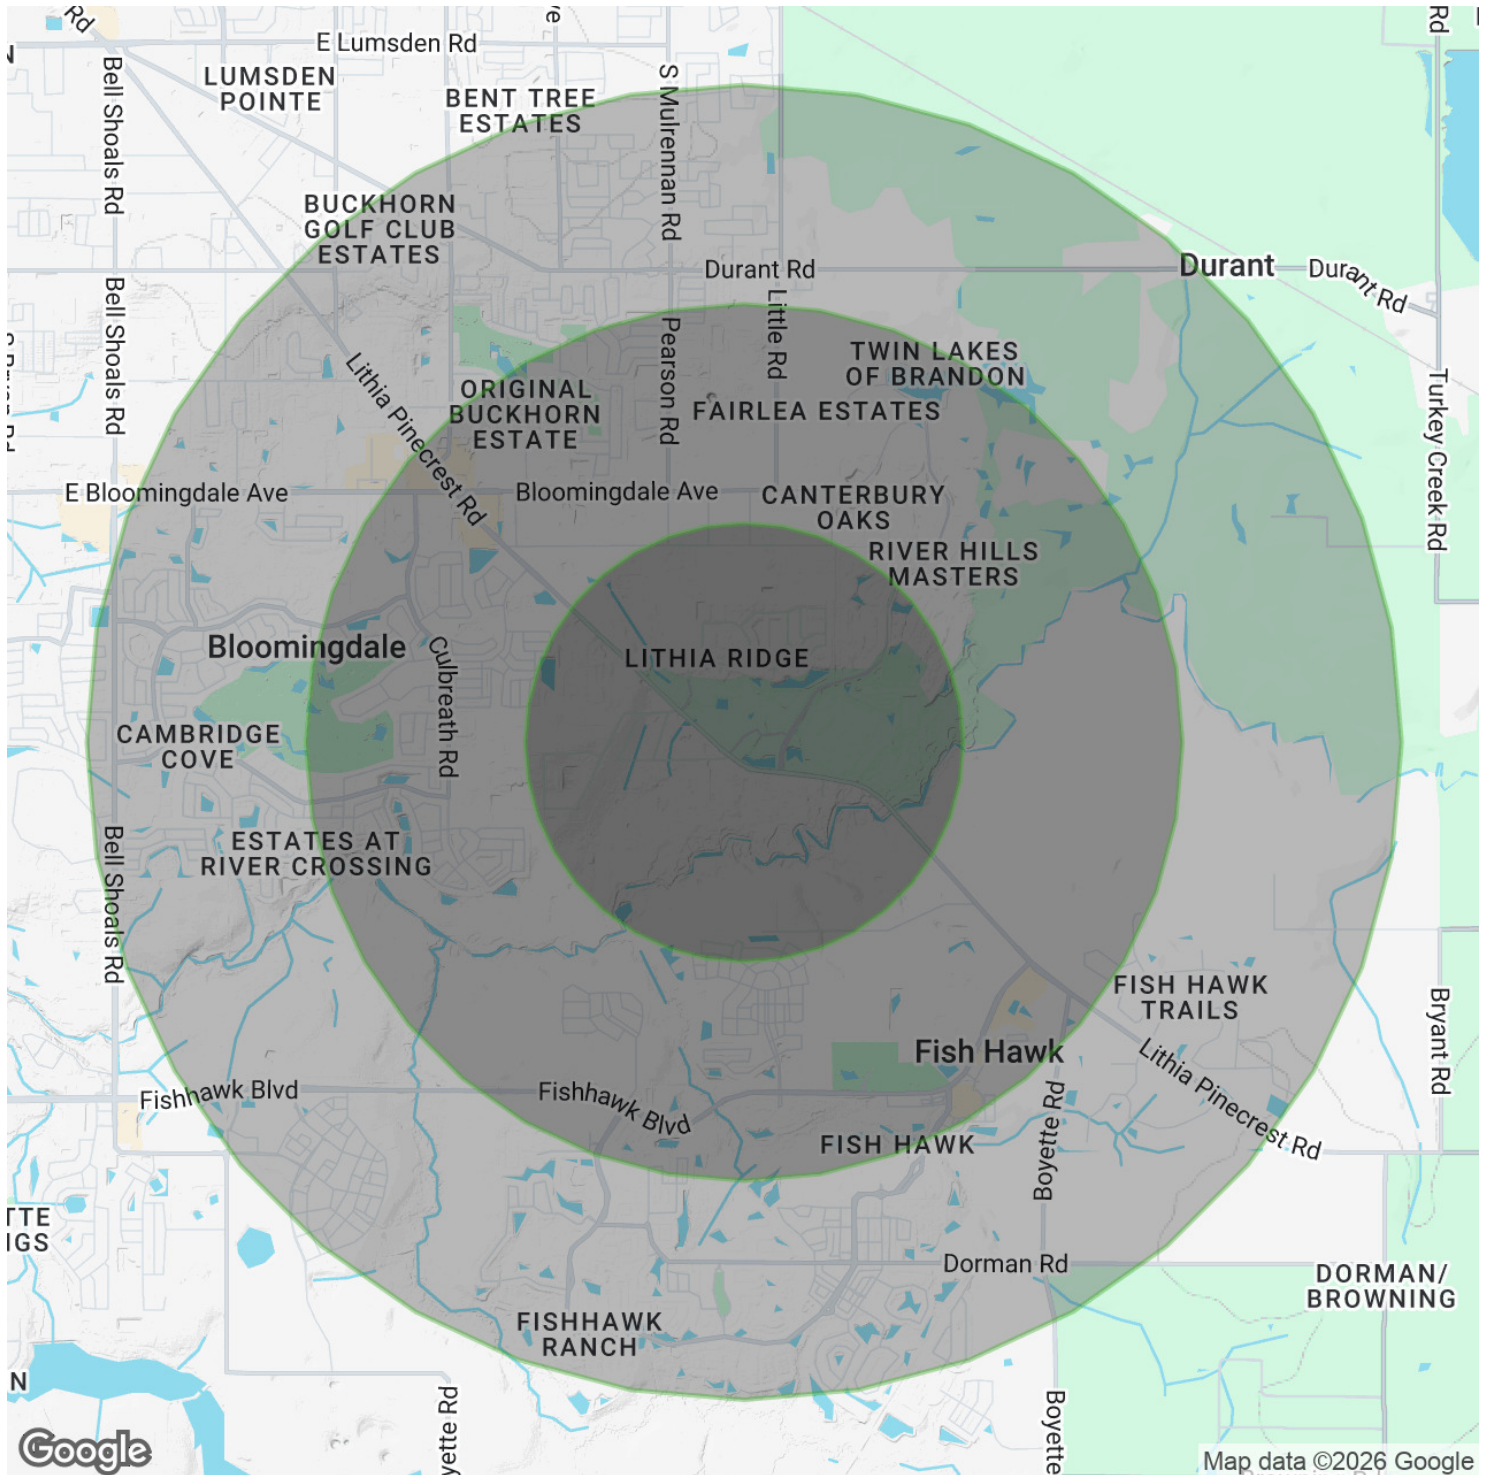 Rd
E Lumsden Rd
Rd
LUMSDEN
POINTE
BENT TREE
ESTATES
Bell Shoals Rd
S Mulrennan Rd
BUCKHORN
GOLF CLUB
ESTATES
Durant Rd
Durant
Durant Rd
Bell Shoals Rd
Little Rd
Pearson Rd
TWIN LAKES
OF BRANDON
Lithia Pinecrest Rd
ORIGINAL
BUCKHORN
ESTATE
FAIRLEA ESTATES
Turkey Creek Rd
E Bloomingdale Ave
Bloomingdale Ave
CANTERBURY
OAKS
RIVER HILLS
MASTERS
Bloomingdale
Culbreath Rd
LITHIA RIDGE
CAMBRIDGE
COVE
ESTATES AT
RIVER CROSSING
Bell Shoals Rd
FISH HAWK
TRAILS
Bryant Rd
Fish Hawk
Lithia Pinecrest Rd
Fishhawk Blvd
Fishhawk Blvd
Boyette Rd
FISH HAWK
TTE
IGS
Dorman Rd
DORMAN/
BROWNING
FISHHAWK
RANCH
N
yette Rd
Boyette
Google
Map data ©2026 Google